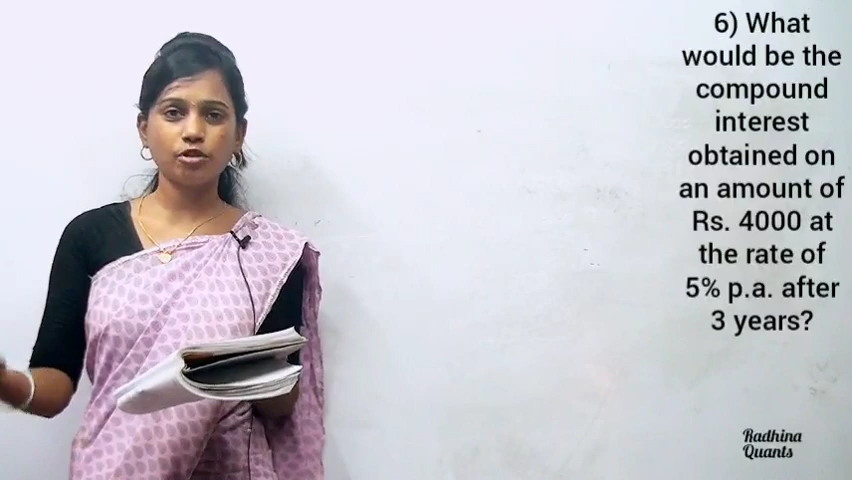 6) What
would be the
compound
interest
obtained on
an amount of
Rs. 4000 at
the rate of
5% p.a. after
3 years?
Radhina
Quants